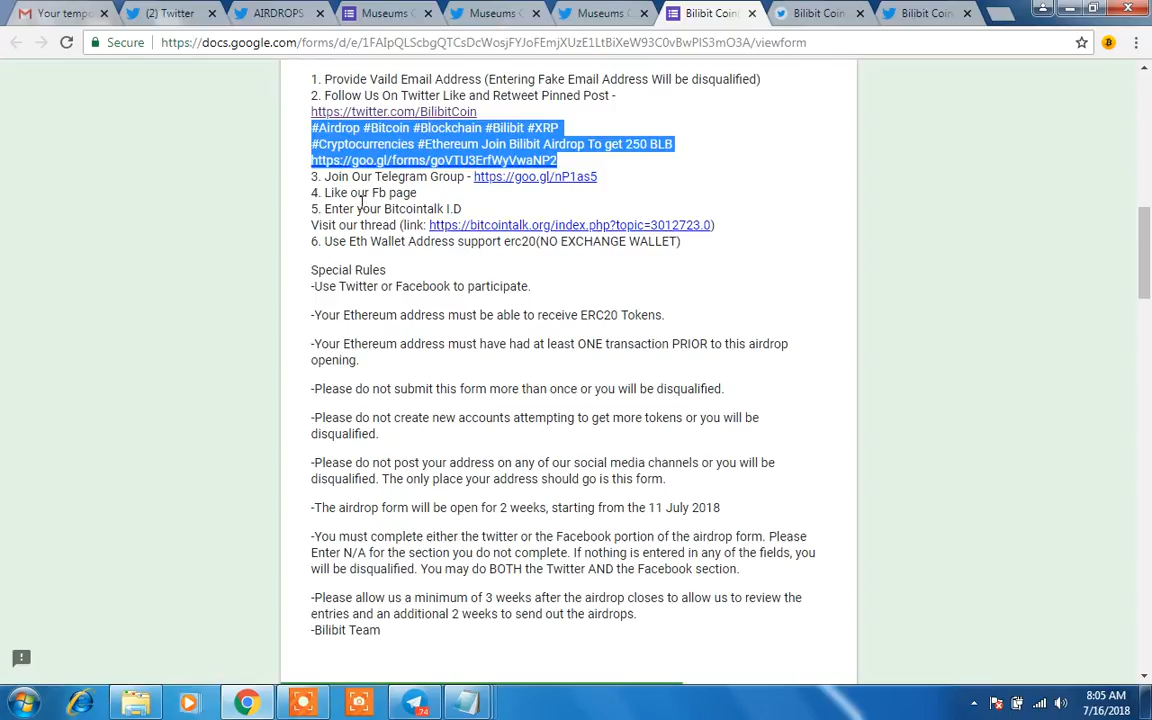 Your tempo
(2) Twitter
AIRDROPS
Museums C
Museums C
Museums C
Bilibit Coin(
Bilibit Coin
Bilibit Coin
Secure
https://docs.google.com/forms/d/e/1FAIpQLScbgQTCsDcWosjFYJoFEmjXUzE1LtBiXeW93C0vBwPIS3mO3A/viewform
1. Provide Vaild Email Address (Entering Fake Email Address Will be disqualified)
2. Follow Us On Twitter Like and Retweet Pinned Post -
https://twitter.com/BilibitCoin
#Airdrop #Bitcoin #Blockchain #Bilibit #XRP
#Cryptocurrencies #Ethereum Join Bilibit Airdrop To get 250 BLB
https://goo.gl/forms/goVTU3ErfWyVwaNP2
3. Join Our Telegram Group - https://goo.gl/nP1as5
4. Like our Fb page
5. Enter your Bitcointalk I.D
Visit our thread (link: https://bitcointalk.org/index.php?topic=3012723.0)
6. Use Eth Wallet Address support erc20(NO EXCHANGE WALLET)
Special Rules
-Use Twitter or Facebook to participate.
-Your Ethereum address must be able to receive ERC20 Tokens.
-Your Ethereum address must have had at least ONE transaction PRIOR to this airdrop
opening.
-Please do not submit this form more than once or you will be disqualified.
-Please do not create new accounts attempting to get more tokens or you will be
disqualified.
-Please do not post your address on any of our social media channels or you will be
disqualified. The only place your address should go is this form.
-The airdrop form will be open for 2 weeks, starting from the 11 July 2018
-You must complete either the twitter or the Facebook portion of the airdrop form. Please
Enter N/A for the section you do not complete. If nothing is entered in any of the fields, you
will be disqualified. You may do BOTH the Twitter AND the Facebook section.
-Please allow us a minimum of 3 weeks after the airdrop closes to allow us to review the
entries and an additional 2 weeks to send out the airdrops.
-Bilibit Team
74
8:05 AM
7/16/2018